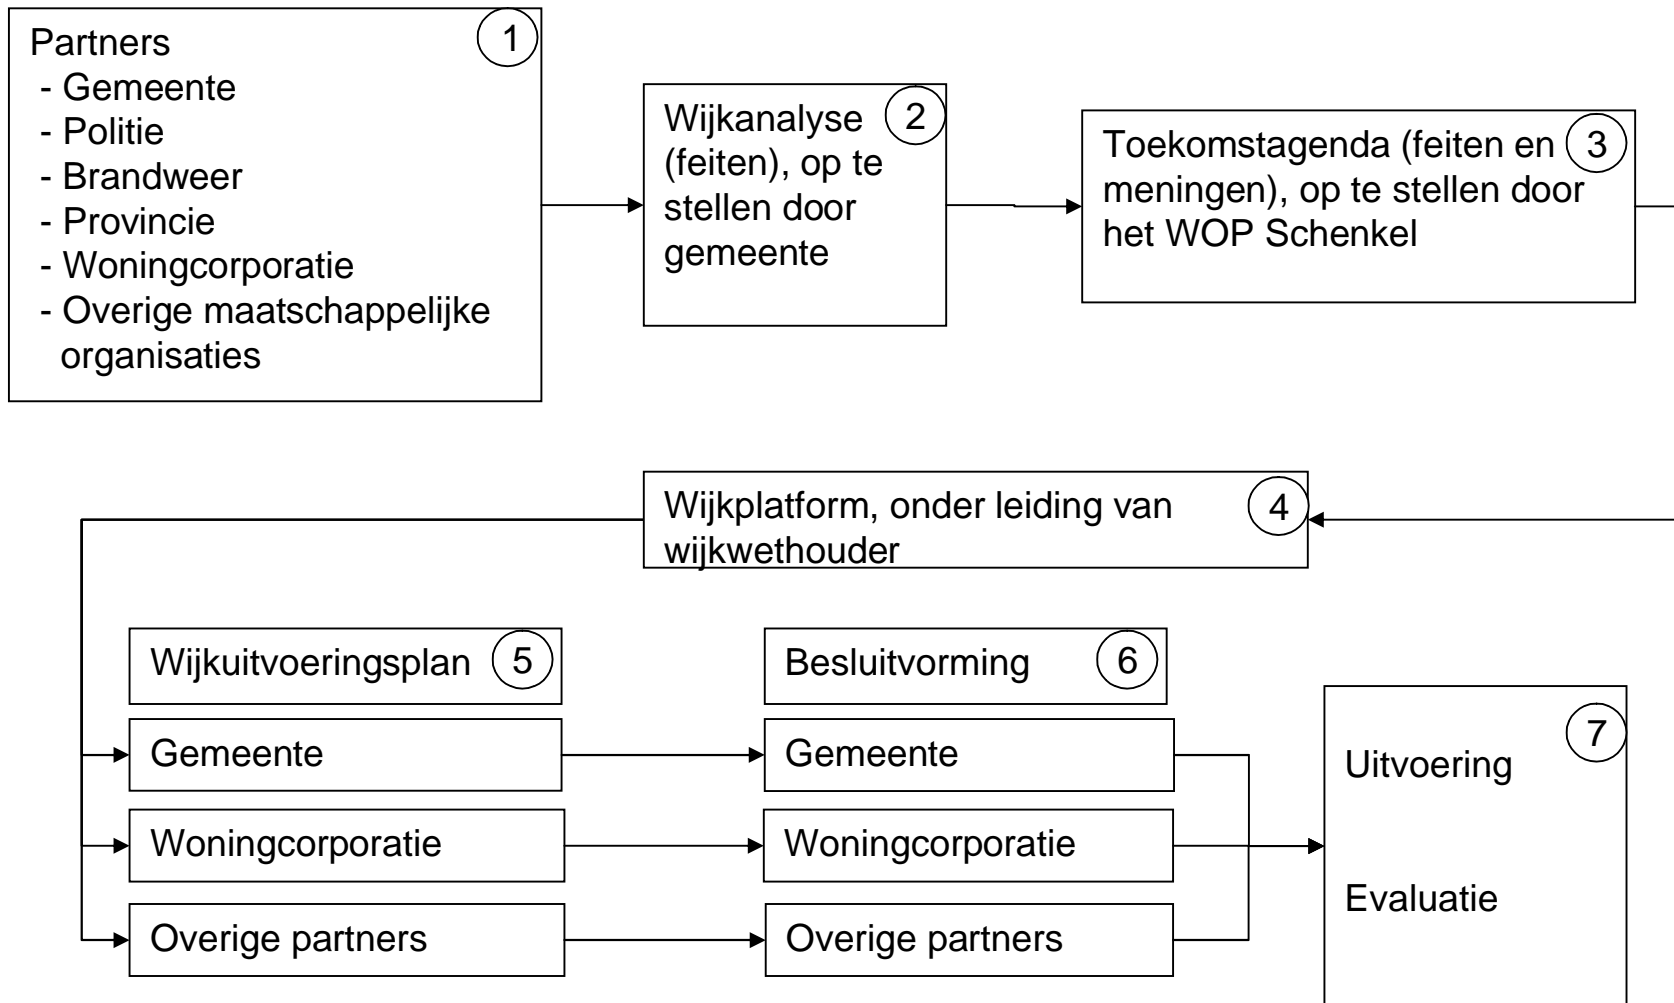 Partners
1
- Gemeente
- Politie
- Brandweer
- Provincie
- Woningcorporatie
- Overige maatschappelijke
organisaties
Wijkanalyse
2
(feiten), op te
stellen door
gemeente
Toekomstagenda (feiten en
3
meningen), op te stellen door
het WOP Schenkel
Wijkplatform, onder leiding van
4
wijkwethouder
Wijkuitvoeringsplan
5
Besluitvorming
6
Gemeente
Gemeente
Woningcorporatie
Woningcorporatie
Overige partners
Overige partners
7
Uitvoering
Evaluatie